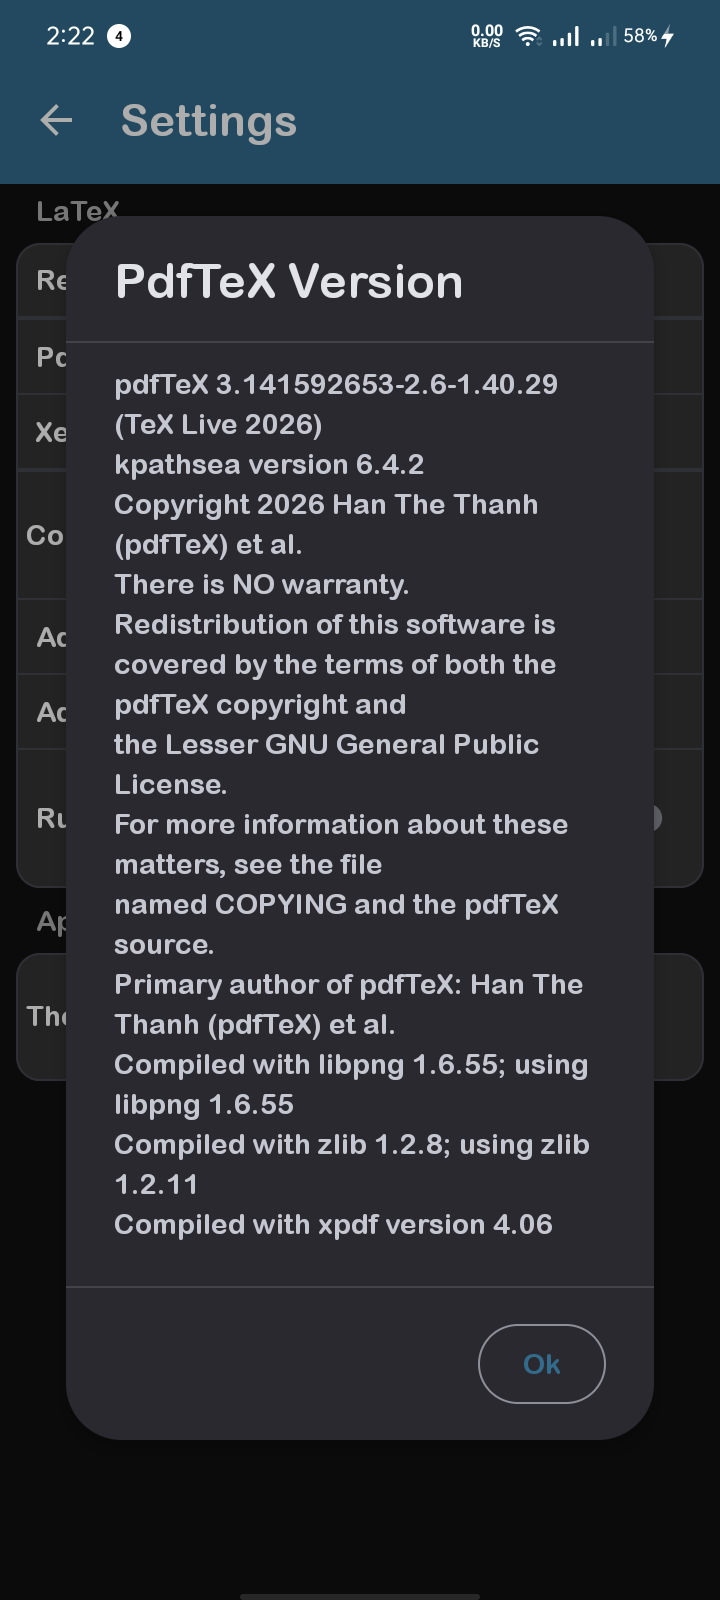 2:22
4
0.00
KB/S
58%
Settings
LaTeX
PdfTeX Version
pdfTeX 3.141592653-2.6-1.40.29
(TeX Live 2026)
kpathsea version 6.4.2
Copyright 2026 Han The Thanh
(pdfTeX) et al.
There is NO warranty.
Redistribution of this software is
covered by the terms of both the
pdfTeX copyright and
the Lesser GNU General Public
License.
For more information about these
matters, see the file
named COPYING and the pdfTeX
source.
Primary author of pdfTeX: Han The
Thanh (pdfTeX) et al.
Compiled with libpng 1.6.55; using
libpng 1.6.55
Compiled with zlib 1.2.8; using zlib
1.2.11
Compiled with xpdf version 4.06
Ok